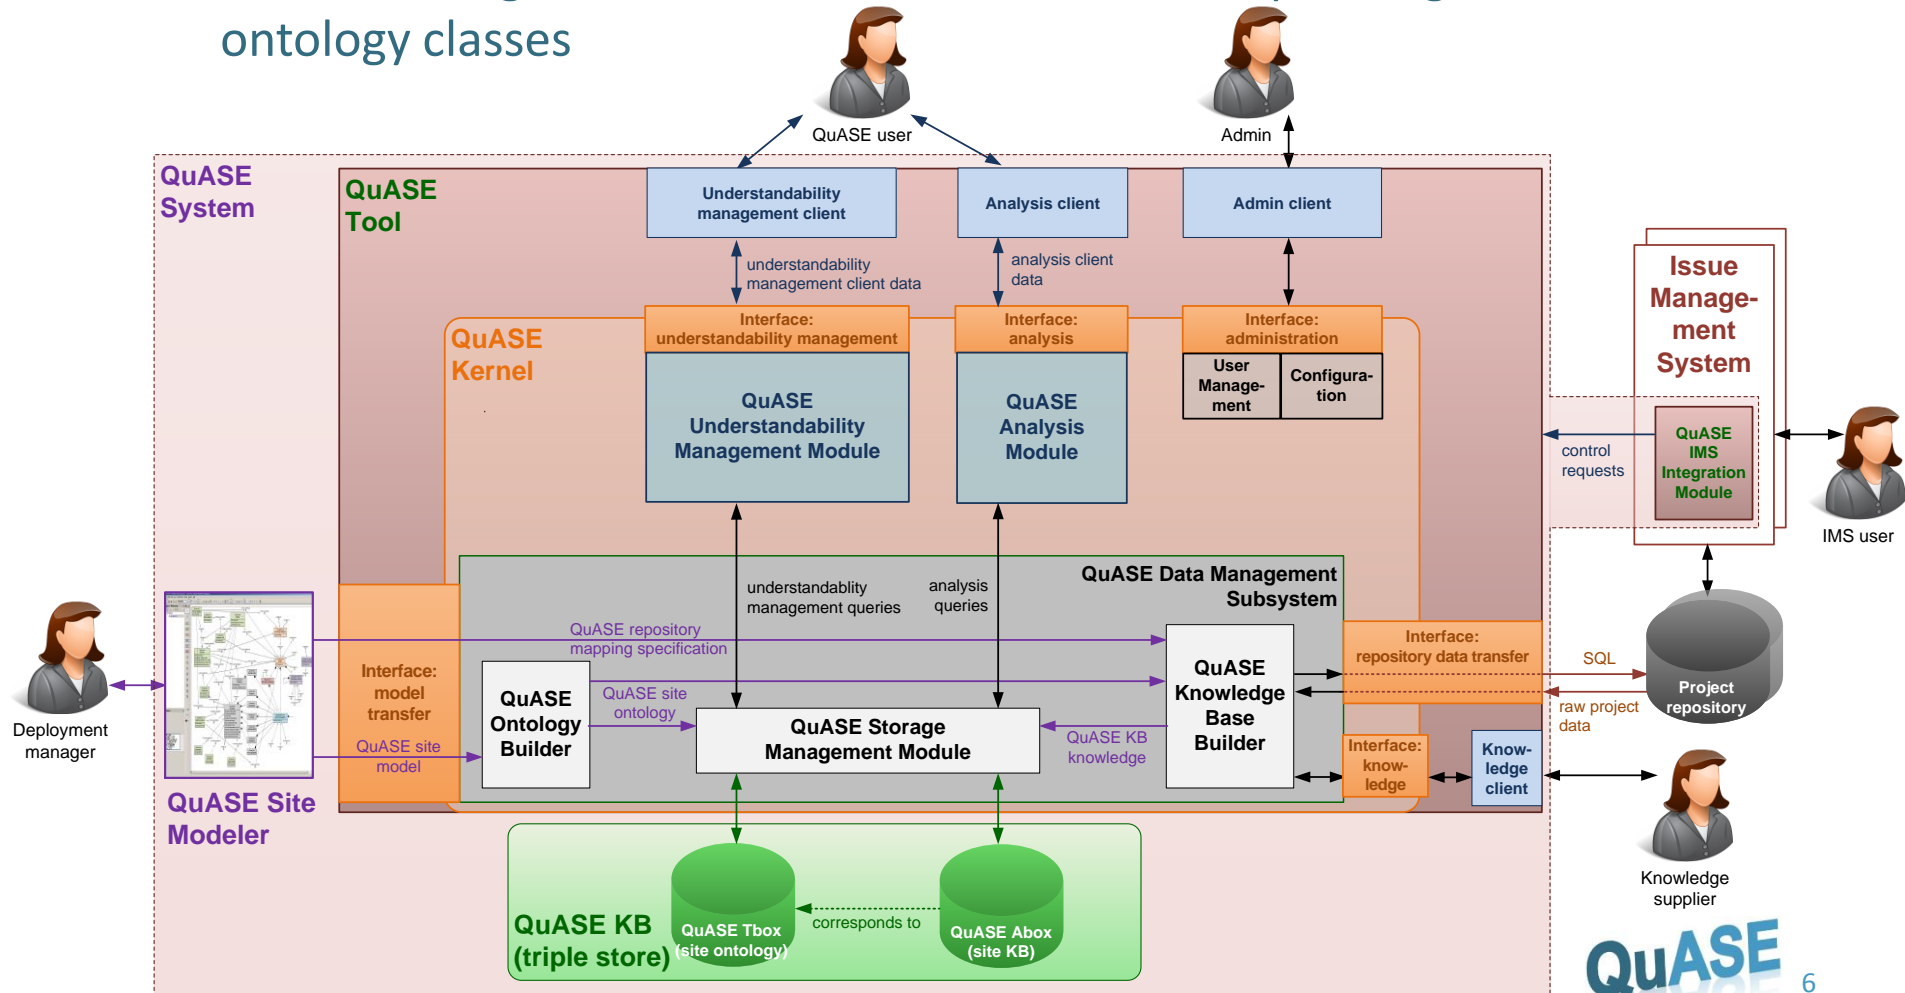 ontology classes
QuASE user
Admin
QuASE
System
QuASE
Tool
Understandability
management client
Analysis client
Admin client
understandability
management client data
analysis client
data
Issue
Manage-
ment
System
QuASE
Kernel
Interface:
understandability management
Interface:
analysis
Interface:
administration
User
Manage-
ment
Configura-
tion
QuASE
Understandability
Management Module
QuASE
Analysis
Module
control
requests
QuASE
IMS
Integration
Module
IMS user
understandablity
management queries
analysis
queries
QuASE Data Management
Subsystem
QuASE repository
mapping specification
Interface:
model
transfer
QuASE
Ontology
Builder
QuASE site
ontology
QuASE Storage
Management Module
QuASE
Knowledge
Base
Builder
QuASE KB
knowledge
Interface:
repository data transfer
SQL
raw project
data
Project
repository
Deployment
manager
QuASE site
model
Interface:
know-
ledge
Know-
ledge
client
QuASE Site
Modeler
Knowledge
supplier
QuASE KB
(triple store)
QuASE Tbox
(site ontology)
corresponds to
QuASE Abox
(site KB)
QuASE
6